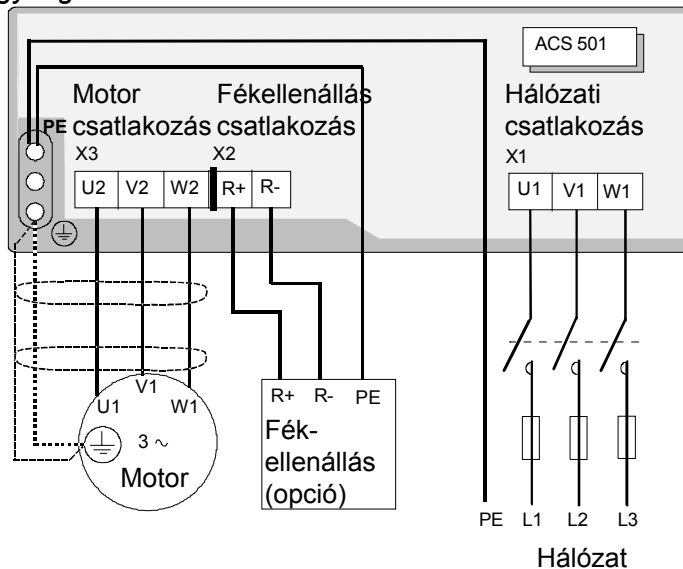 ACS 501
Motor
csatlakozás
Fékellenállás
csatlakozás
Hálózati
csatlakozás
PE
X3
X2
X1
U2 V2 W2 R+ R-
U1 V1 W1
U1 V1 W1
3 ~
Motor
R+ R- PE
Fék-
ellenállás
(opció)
PE L1 L2 L3
Hálózat